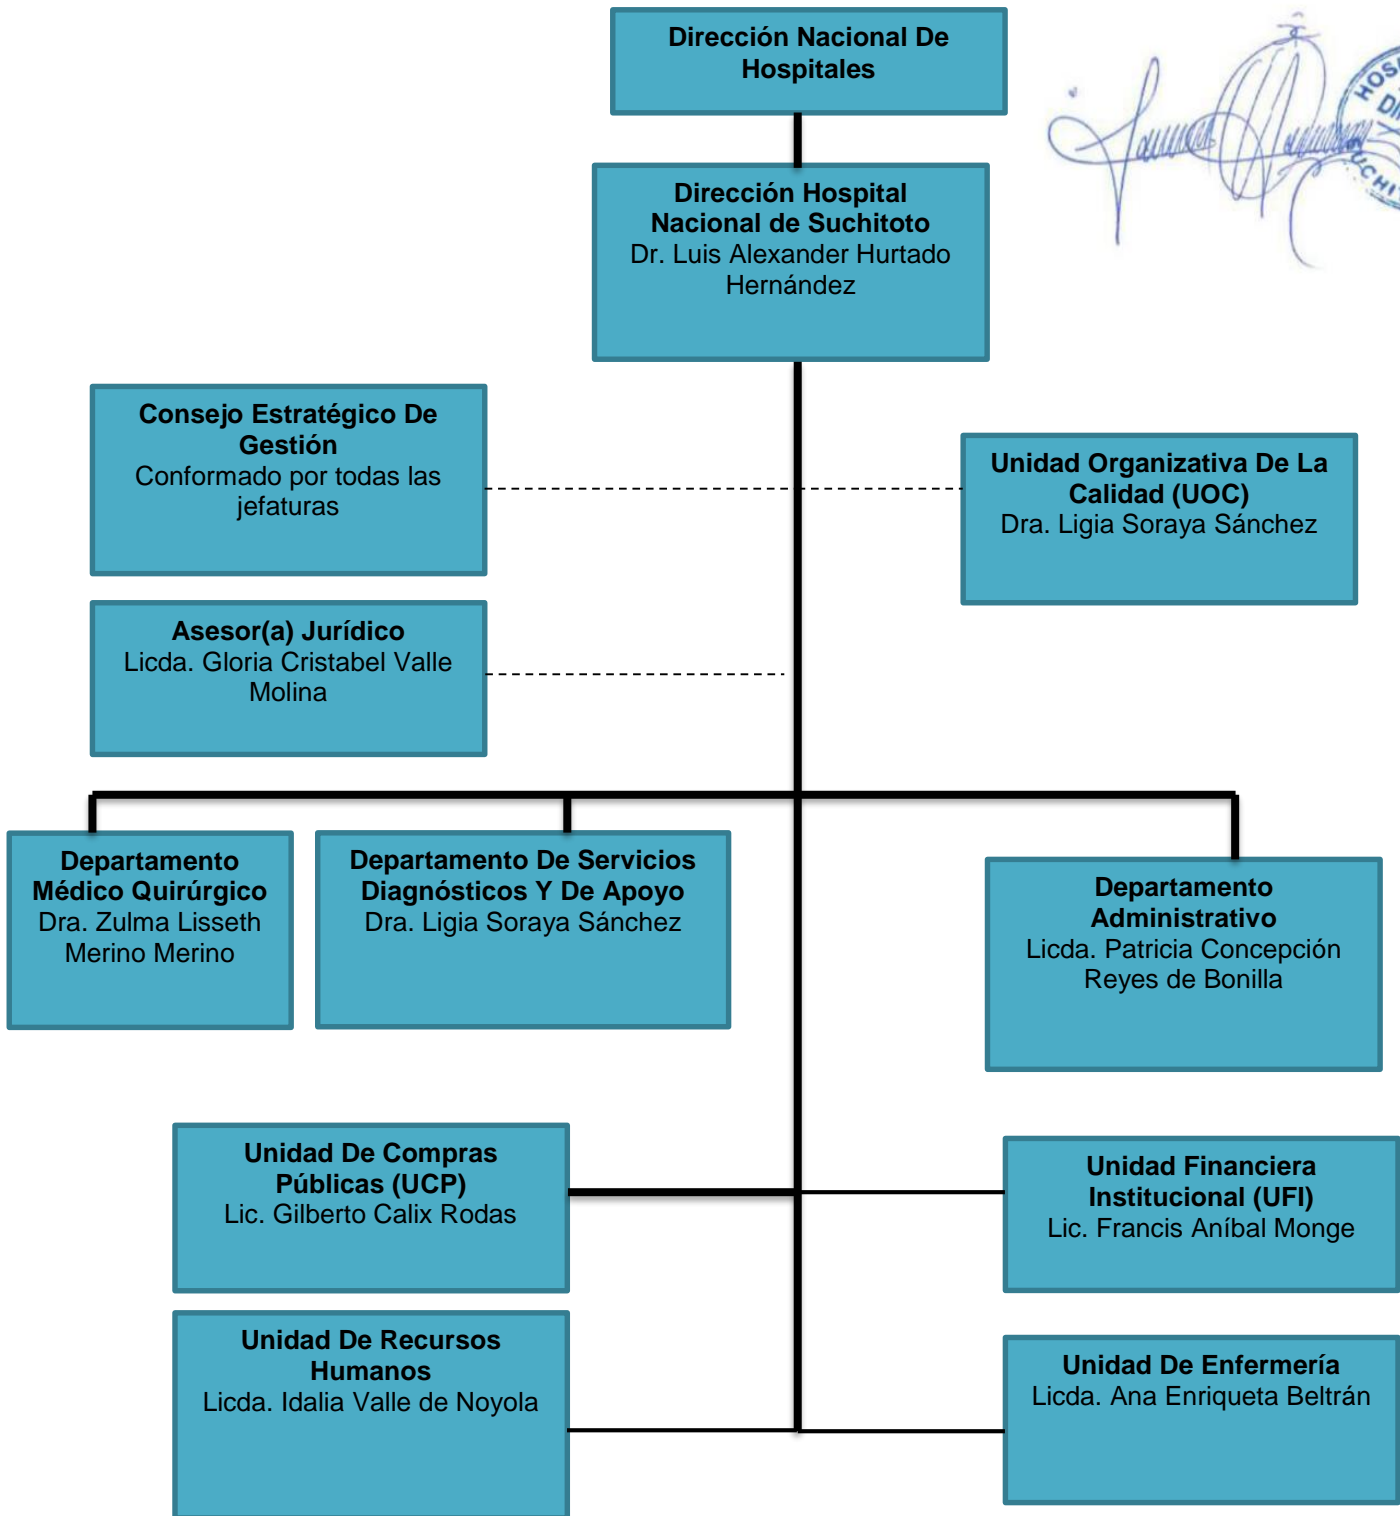 Dirección Nacional De
Hospitales
HOSP
Dirección Hospital
Nacional de Suchitoto
Dr. Luis Alexander Hurtado
Hernández
Consejo Estratégico De
Gestión
Conformado por todas las
jefaturas
Unidad Organizativa De La
Calidad (UOC)
Dra. Ligia Soraya Sánchez
Asesor(a) Jurídico
Licda. Gloria Cristabel Valle
Molina
Departamento
Médico Quirúrgico
Dra. Zulma Lisseth
Merino Merino
Departamento De Servicios
Diagnósticos Y De Apoyo
Dra. Ligia Soraya Sánchez
Departamento
Administrativo
Licda. Patricia Concepción
Reyes de Bonilla
Unidad De Compras
Públicas (UCP)
Lic. Gilberto Calix Rodas
Unidad Financiera
Institucional (UFI)
Lic. Francis Aníbal Monge
Unidad De Recursos
Humanos
Licda. Idalia Valle de Noyola
Unidad De Enfermería
Licda. Ana Enriqueta Beltrán